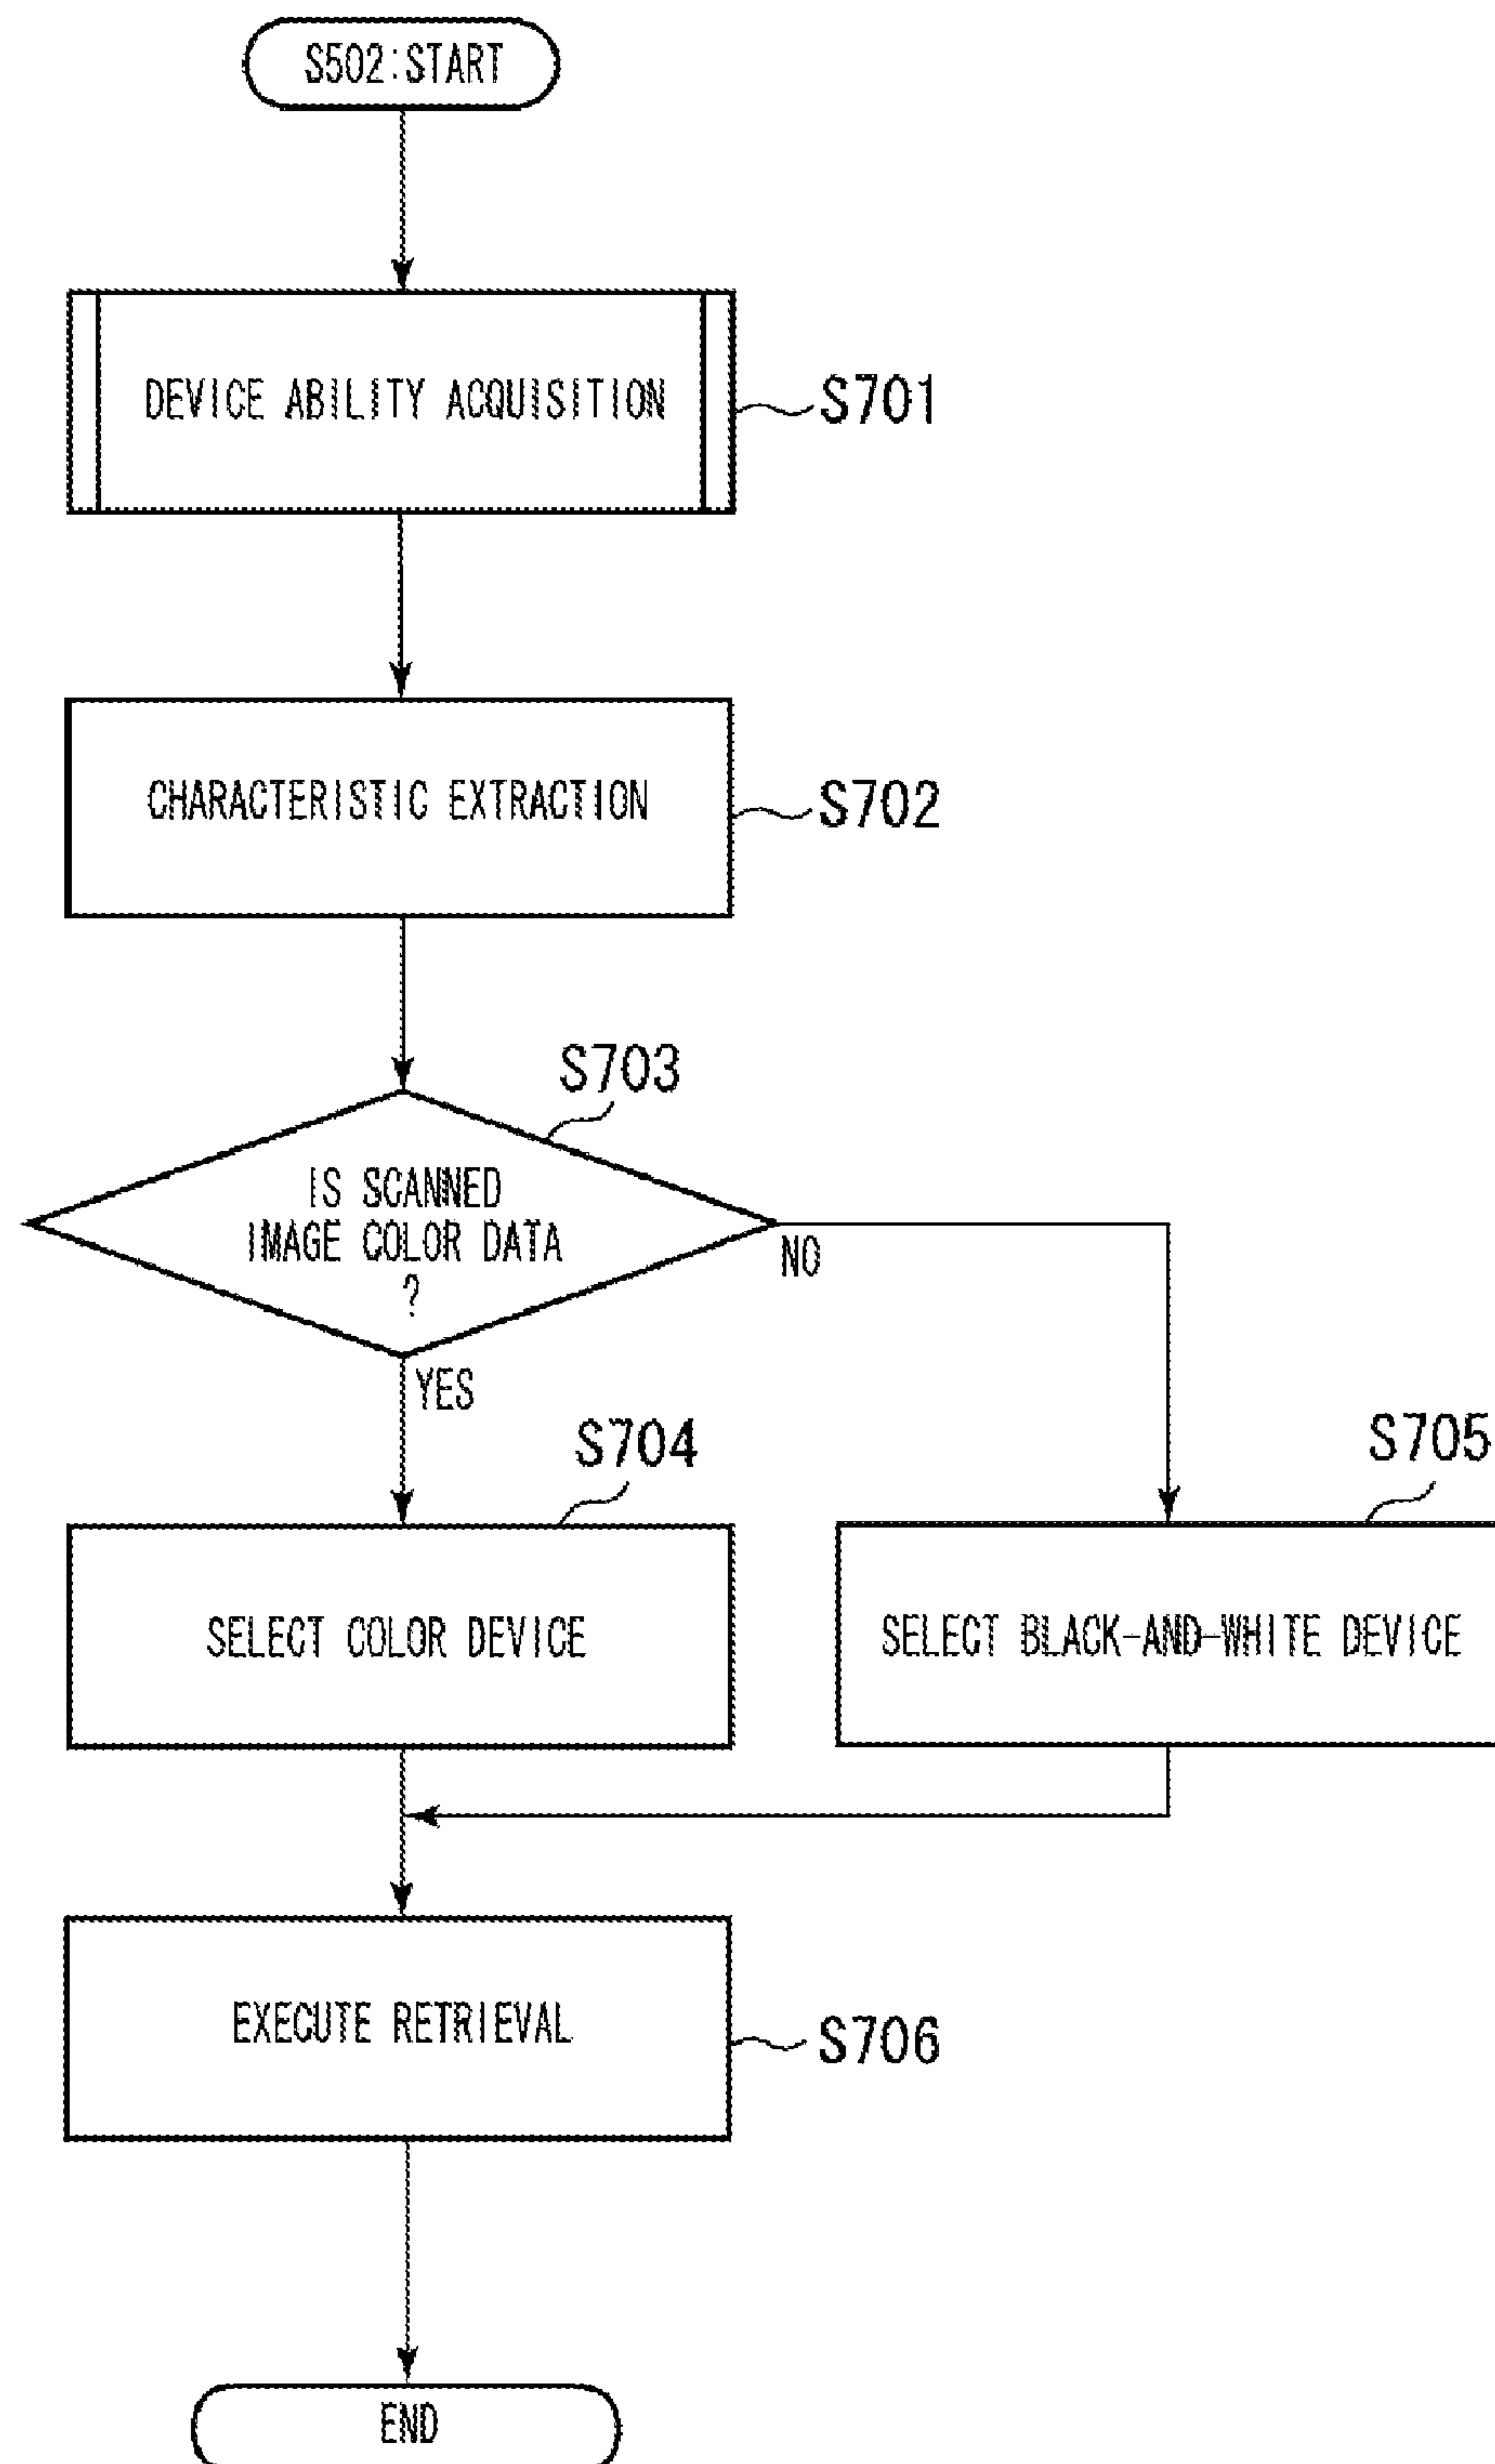 S502:START
DEVICE ABILITY ACQUISITION
S701
CHARACTERISTIC EXTRACTION
S702
S703
IS SCANNED
IMAGE COLOR DATA
?
NO
YES
S704
S705
SELECT COLOR DEVICE
SELECT BLACK-AND-WHITE DEVICE
EXECUTE RETRIEVAL
S706
END